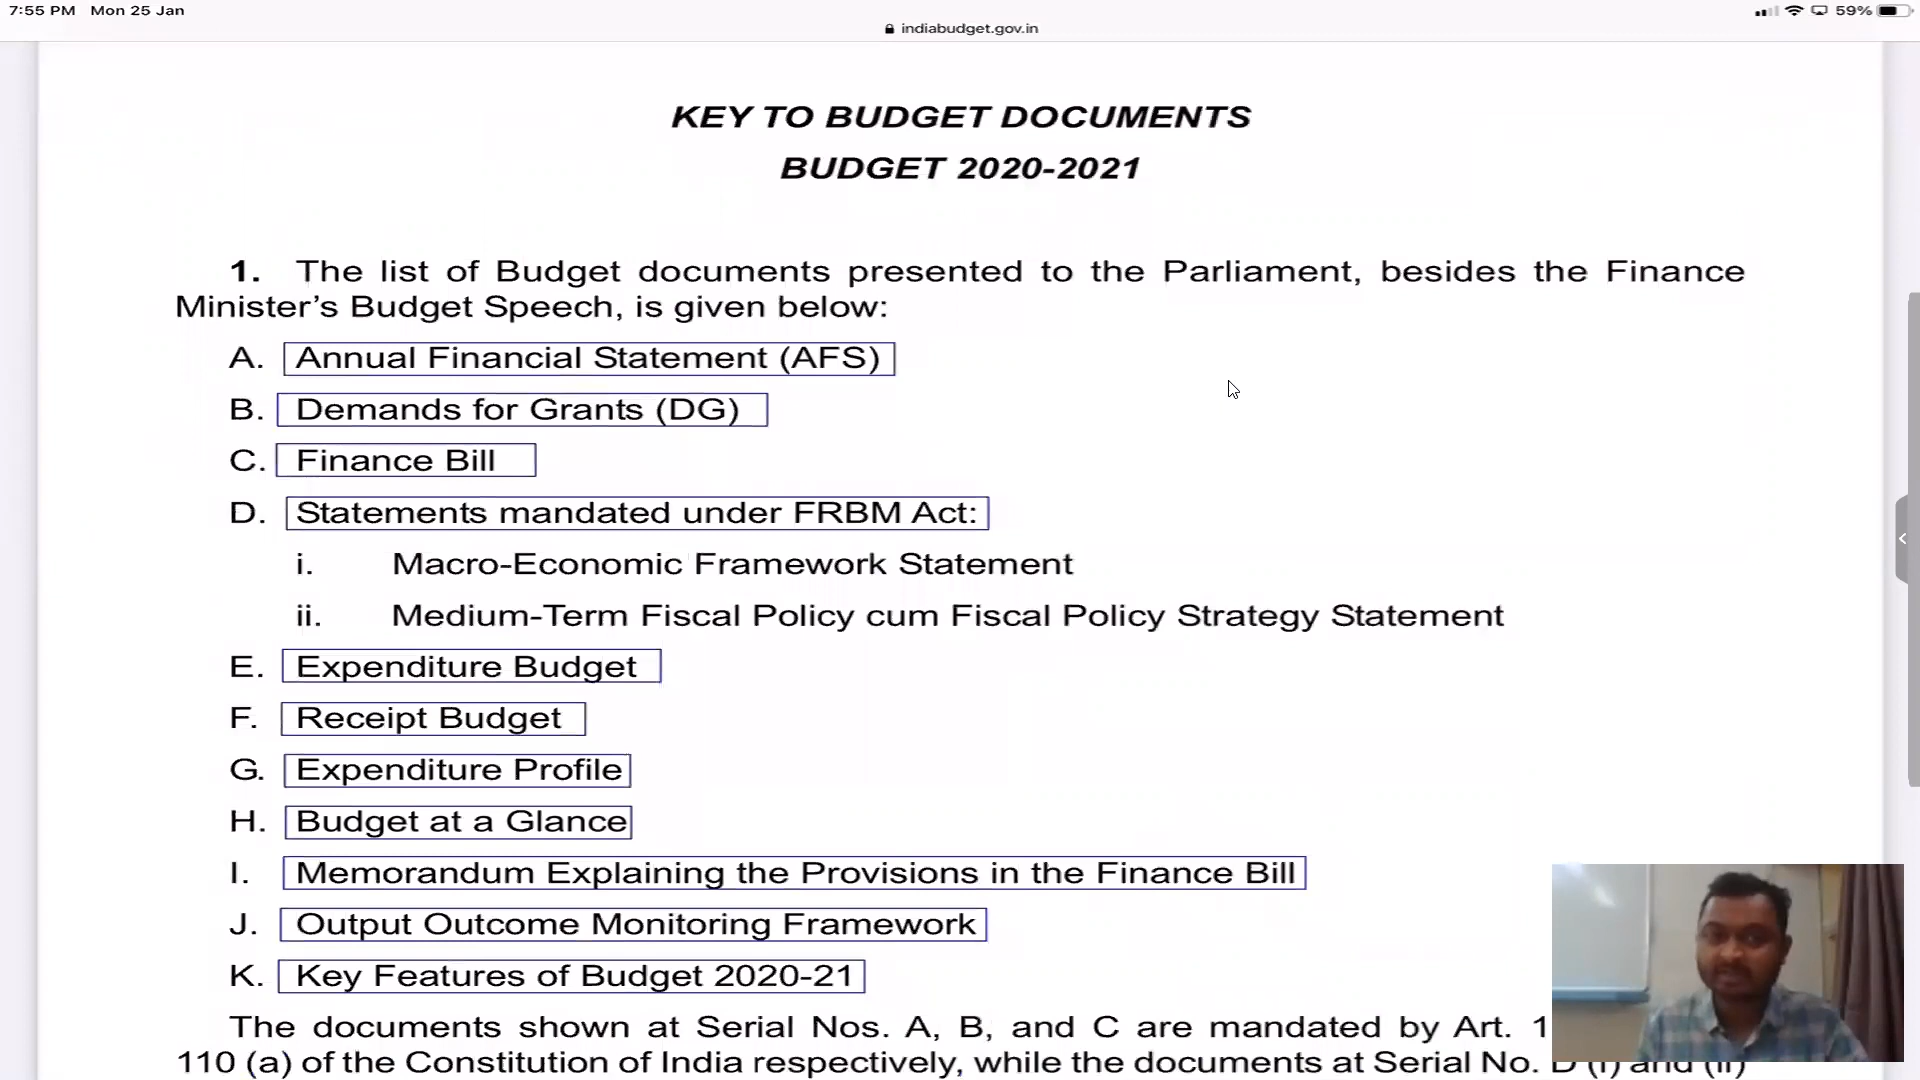 7:55 PM Mon 25 Jan
59%
indiabudget.gov.in
KEY TO BUDGET DOCUMENTS
BUDGET 2020-2021
1. The list of Budget documents presented to the Parliament, besides the Finance
Minister's Budget Speech, is given below:
A. Annual Financial Statement (AFS)
B. Demands for Grants (DG)
C. Finance Bill
D. Statements mandated under FRBM Act:
i. Macro-Economic Framework Statement
ii. Medium-Term Fiscal Policy cum Fiscal Policy Strategy Statement
E. Expenditure Budget
F. Receipt Budget
G. Expenditure Profile
H. Budget at a Glance
I. Memorandum Explaining the Provisions in the Finance Bill
J. Output Outcome Monitoring Framework
K. Key Features of Budget 2020-21
The documents shown at Serial Nos. A, B, and C are mandated by Art. 1
110 (a) of the Constitution of India respectively, while the documents at Serial No. D (i) and (ii)